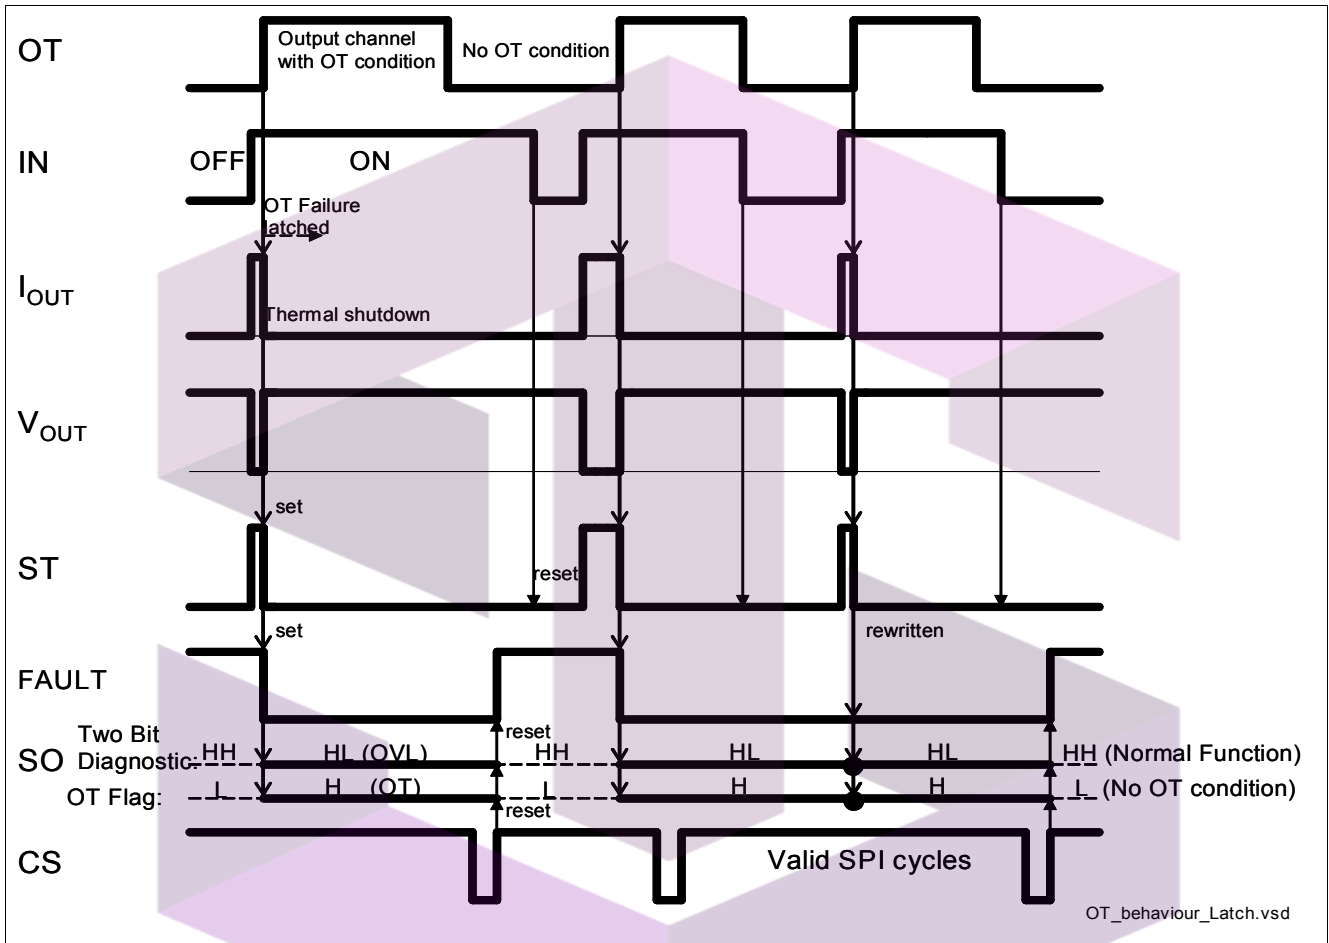 OT
Output channel
with OT condition
No OT condition
IN
OFF
ON
OT Failure
latched
IOUT
Thermal shutdown
VOUT
set
ST
reset
set
rewritten
FAULT
reset
SO
Two Bit
Diagnostic:
HH
HL (OVL)
HH
HL
HL
HH (Normal Function)
OT Flag:
L
H (OT)
L
H
H
L (No OT condition)
reset
CS
Valid SPI cycles
OT_behaviour_Latch.vsd